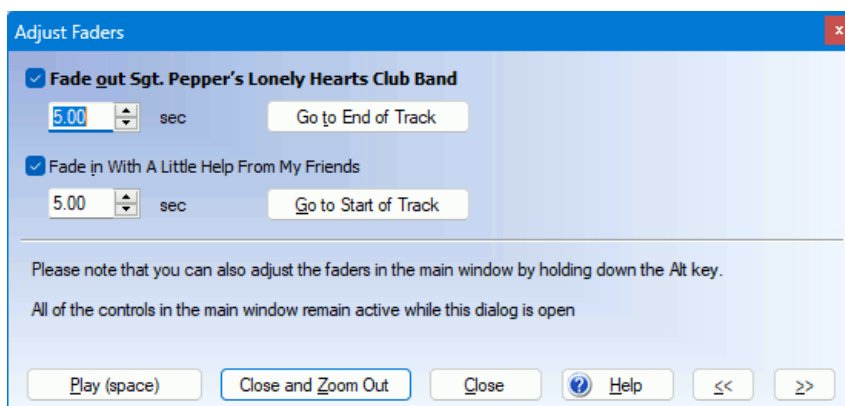 Adjust Faders
x
Fade out Sgt. Pepper's Lonely Hearts Club Band
5.00 sec Go to End of Track
Fade in With A Little Help From My Friends
5.00 sec Go to Start of Track
Please note that you can also adjust the faders in the main window by holding down the Alt key.
All of the controls in the main window remain active while this dialog is open
Play (space) Close and Zoom Out Close ? Help << >>